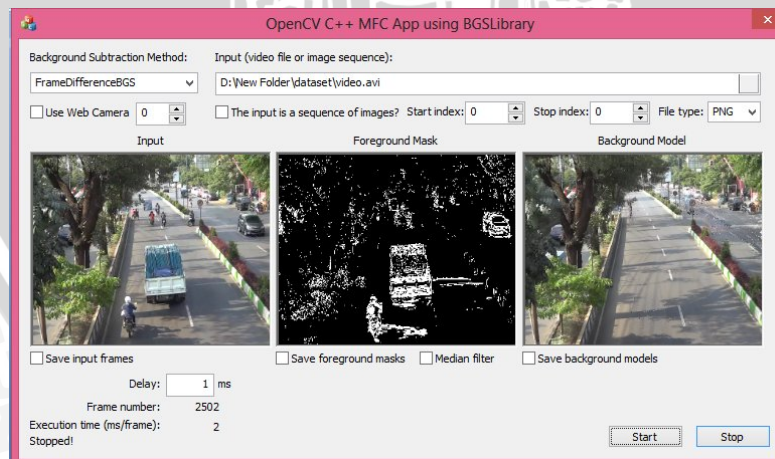 OpenCV C++ MFC App using BGSLibrary
Background Subtraction Method: Input (video file or image sequence):
FrameDifferenceBGS D:\New Folder\dataset\video.avi
Use Web Camera 0 The input is a sequence of images? Start index: 0 Stop index: 0 File type: PNG
Input Foreground Mask Background Model
Save input frames Save foreground masks Median filter Save background models
Delay: 1 ms
Frame number: 2502
Execution time (ms/frame): 2
Stopped! Start Stop